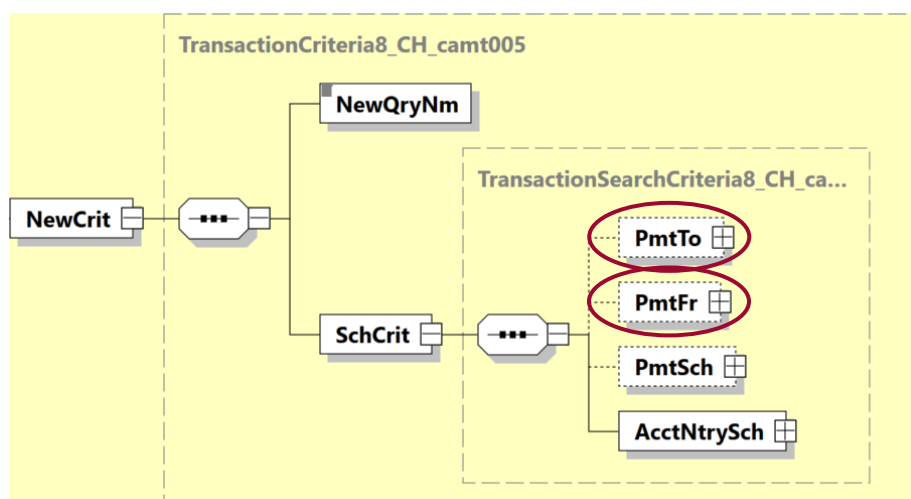 TransactionCriteria8_CH_camt005
NewQryNm
TransactionSearchCriteria8_CH_ca...
NewCrit
PmtTo
PmtFr
SchCrit
PmtSch
AcctNtrySch